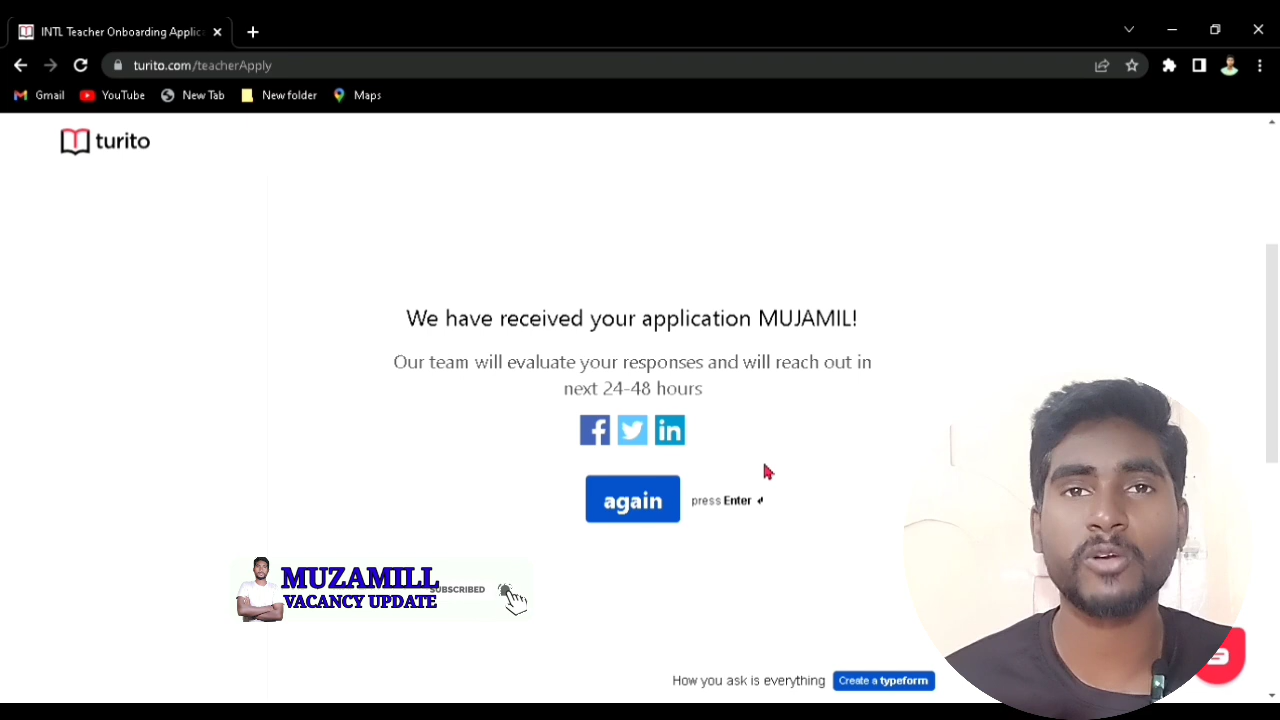 INTL Teacher Onboarding Applic
turito.com/teacherApply
Gmail YouTube New Tab New folder Maps
turito
We have received your application MUJAMIL!
Our team will evaluate your responses and will reach out in
next 24-48 hours
again press Enter ↵
MUZAMILL
SUBSCRIBED
VACANCY UPDATE
How you ask is everything Create a typeform